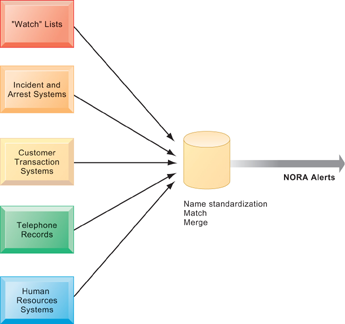 "Watch" Lists
Incident and
Arrest Systems
Customer
Transaction
Systems
Telephone
Records
Human
Resources
Systems
Name standardization
Match
Merge
NORA Alerts